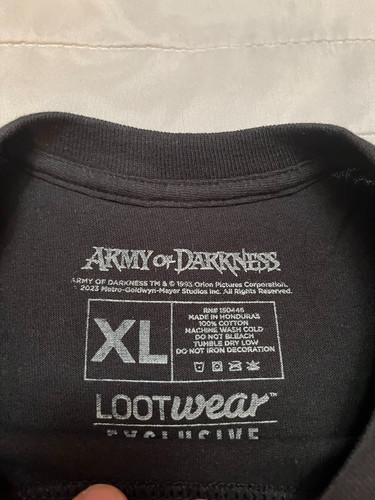 ARMY OF DARKNESS
ARMY OF DARKNESS TM & © 1993 Orion Pictures Corporation.
2023 Metro-Goldwyn-Mayer Studios Inc. All Rights Reserved.
XL
RN# 150446
MADE IN HONDURAS
100% COTTON
MACHINE WASH COLD
DO NOT BLEACH
TUMBLE DRY LOW
DO NOT IRON DECORATION
LOOTwear™
EXCLUSIVE